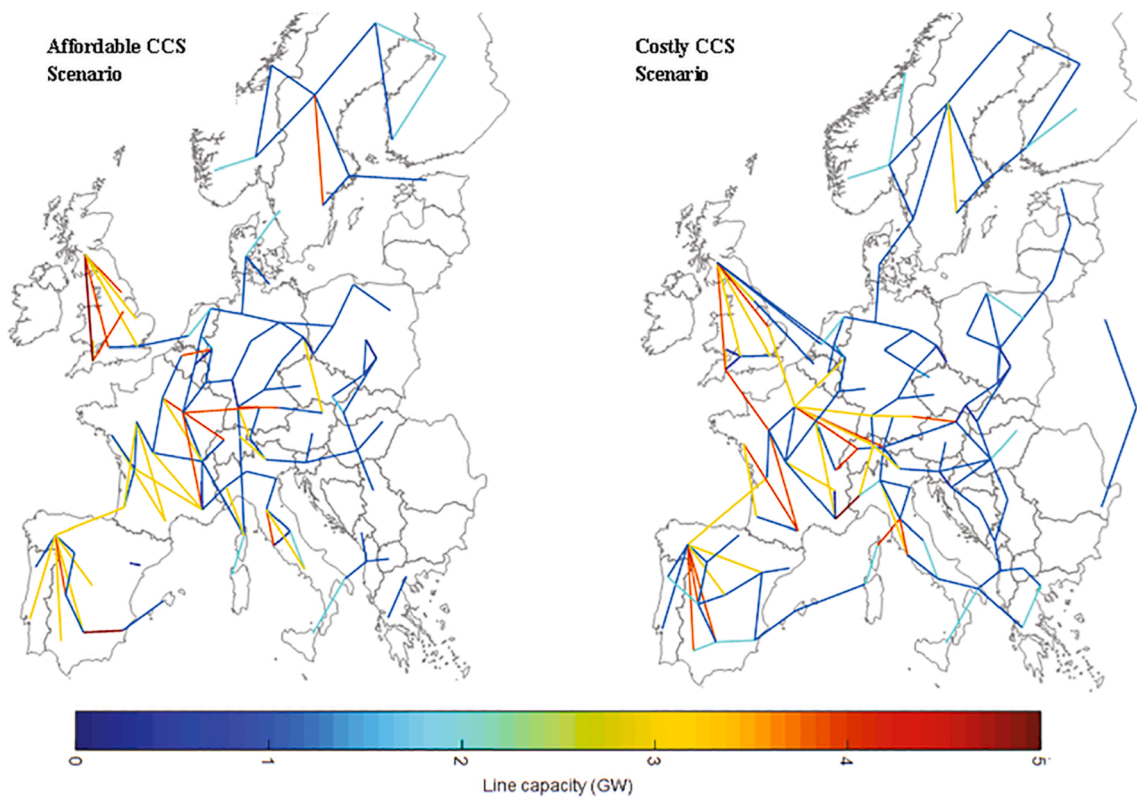 Affordable CCS
Scenario
Costly CCS
Scenario
0 1 2 3 4 5
Line capacity (GW)